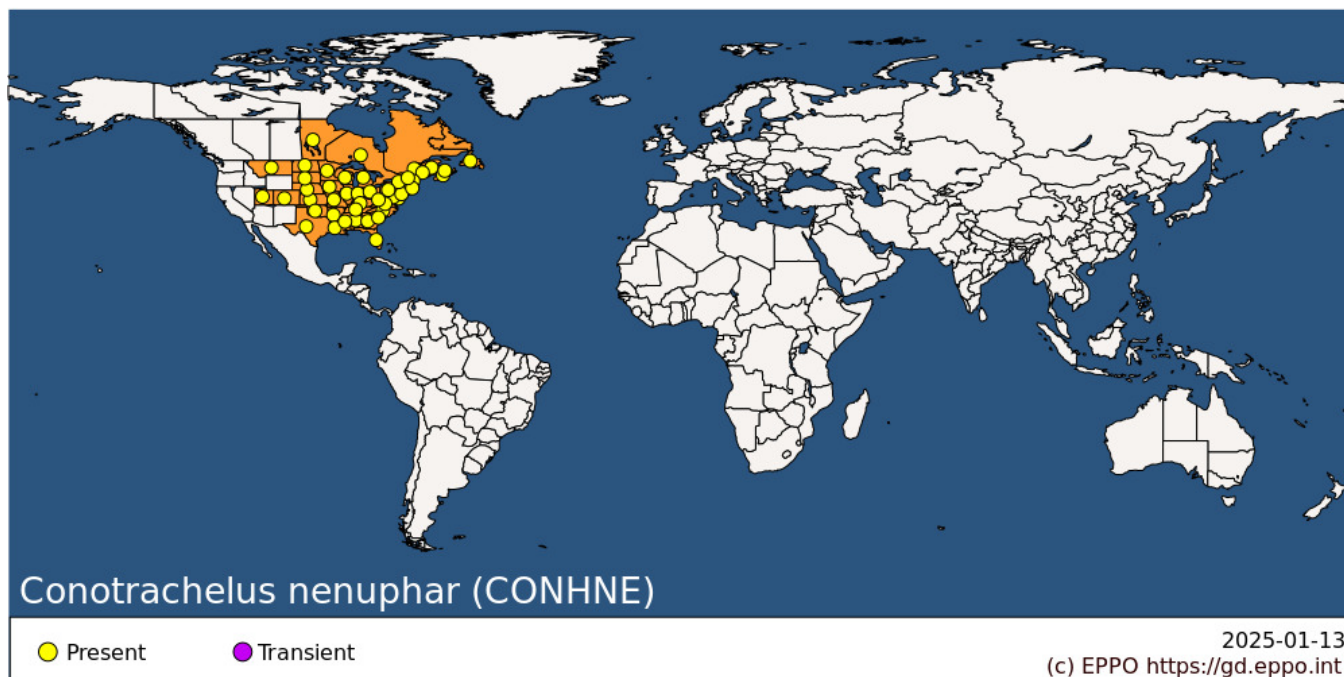 Conotrachelus nenuphar (CONHNE)
Present
Transient
2025-01-13
(c) EPPO https://gd.eppo.int